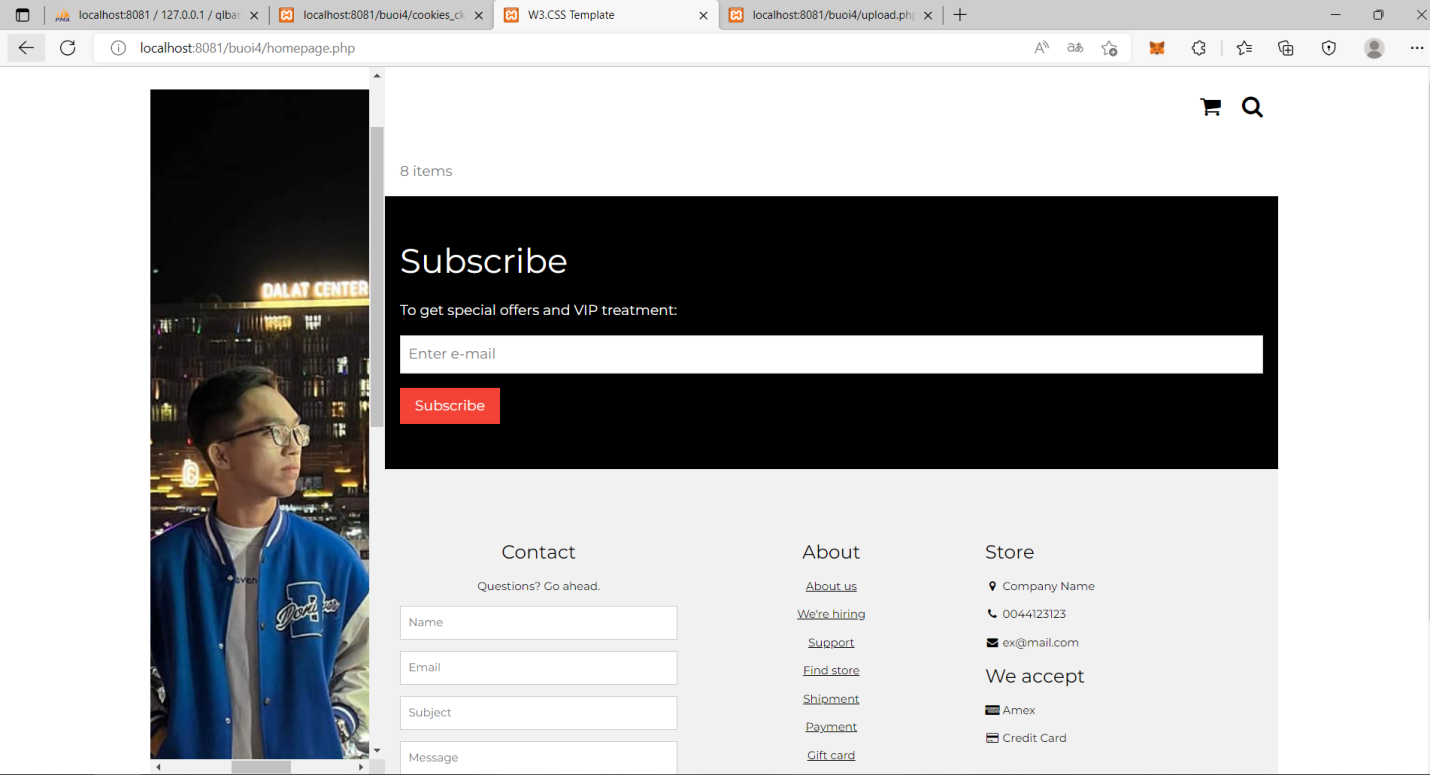 localhost:8081 / 127.0.0.1 / qlbar
localhost:8081/buoi4/cookies_ck
W3.CSS Template
localhost:8081/buoi4/upload.php
localhost:8081/buoi4/homepage.php
8 items
DALAT CENTER
Subscribe
To get special offers and VIP treatment:
Enter e-mail
Subscribe
Contact
Questions? Go ahead.
Name
Email
Subject
Message
About
About us
We're hiring
Support
Find store
Shipment
Payment
Gift card
Store
Company Name
0044123123
ex@mail.com
We accept
Amex
Credit Card